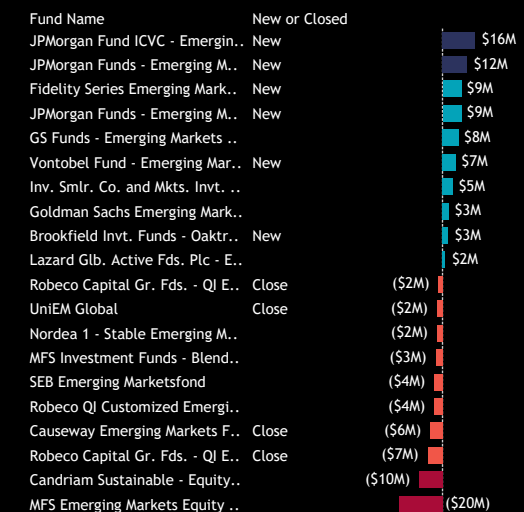 Fund Name New or Closed
JPMorgan Fund ICVC - Emergin.. New $16M
JPMorgan Funds - Emerging M.. New $12M
Fidelity Series Emerging Mark.. New $9M
JPMorgan Funds - Emerging M.. New $9M
GS Funds - Emerging Markets .. $8M
Vontobel Fund - Emerging Mar.. New $7M
Inv. Smlr. Co. and Mkts. Invt. .. $5M
Goldman Sachs Emerging Mark.. $3M
Brookfield Invt. Funds - Oaktr.. New $3M
Lazard Glb. Active Fds. Plc - E.. $2M
Robeco Capital Gr. Fds. - QI E.. Close ($2M)
UniEM Global Close ($2M)
Nordea 1 - Stable Emerging M.. ($2M)
MFS Investment Funds - Blend.. ($3M)
SEB Emerging Marketsfond ($4M)
Robeco QI Customized Emergi.. ($4M)
Causeway Emerging Markets F.. Close ($6M)
Robeco Capital Gr. Fds. - QI E.. Close ($7M)
Candriam Sustainable - Equity.. ($10M)
MFS Emerging Markets Equity .. ($20M)